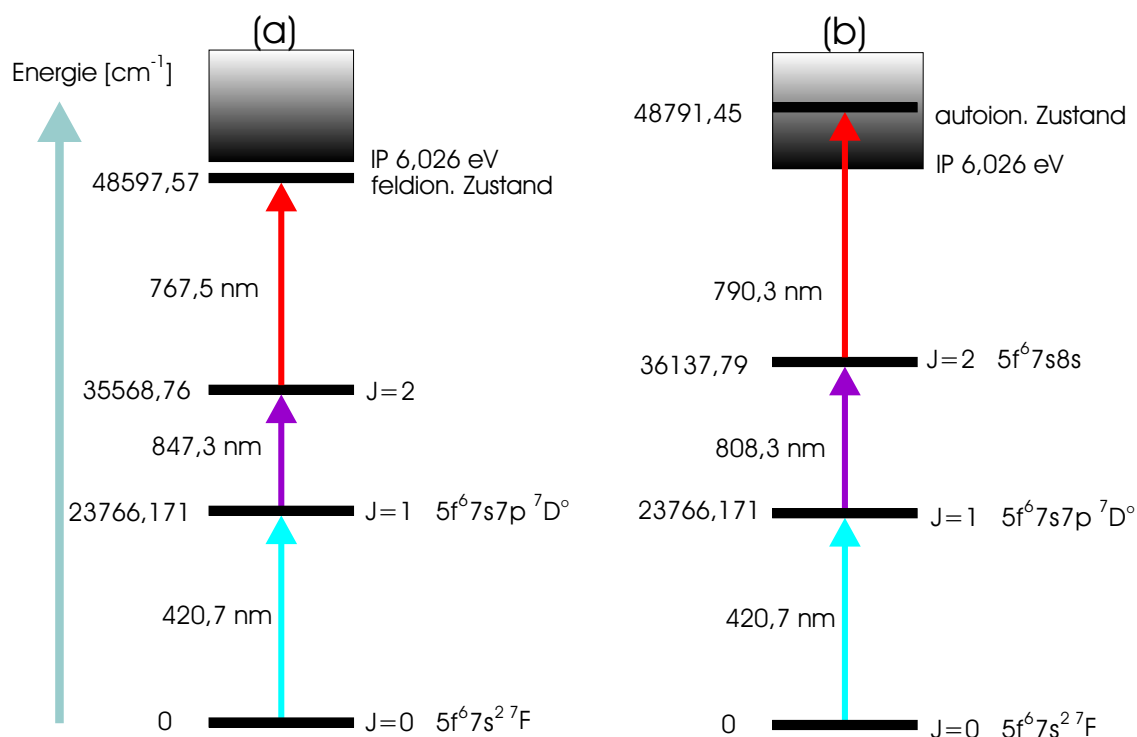 (a)
(b)
Energie [cm⁻¹]
IP 6,026 eV
feldion. Zustand
48597,57
767,5 nm
35568,76
J=2
847,3 nm
23766,171
J=1 5f⁶7s7p ⁷D°
420,7 nm
0
J=0 5f⁶7s² ⁷F
48791,45
autoion. Zustand
IP 6,026 eV
790,3 nm
36137,79
J=2 5f⁶7s8s
808,3 nm
23766,171
J=1 5f⁶7s7p ⁷D°
420,7 nm
0
J=0 5f⁶7s² ⁷F